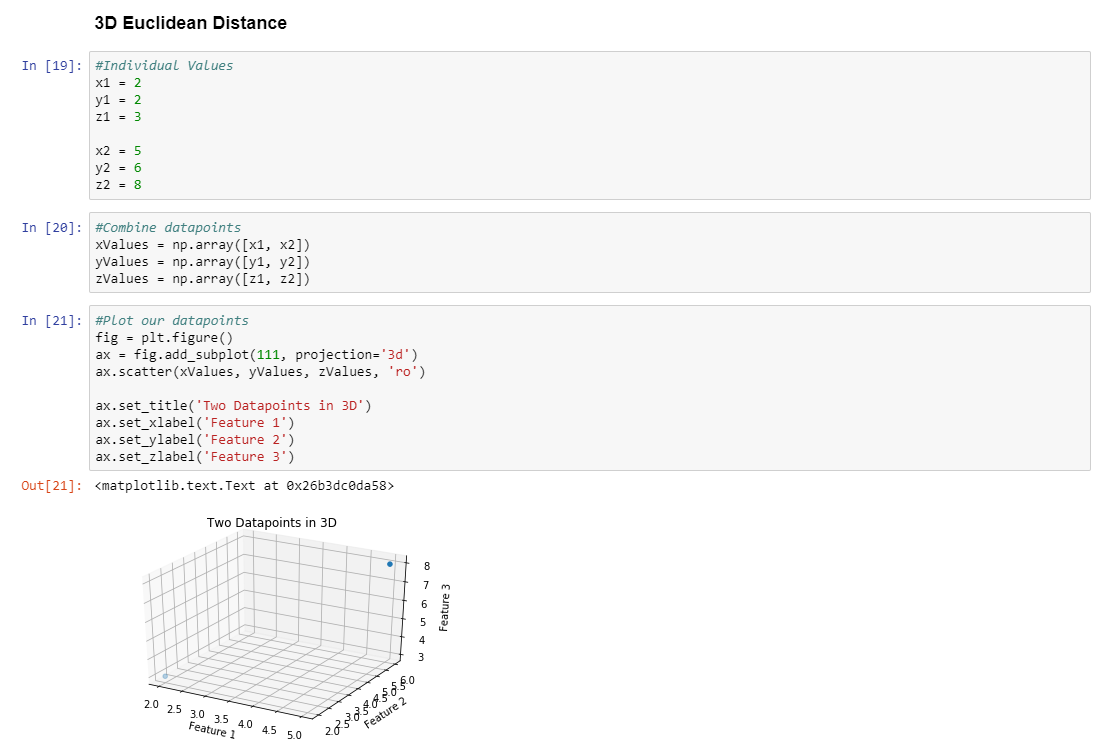 3D Euclidean Distance
In [19]:
#Individual Values
x1 = 2
y1 = 2
z1 = 3
x2 = 5
y2 = 6
z2 = 8
In [20]:
#Combine datapoints
xValues = np.array([x1, x2])
yValues = np.array([y1, y2])
zValues = np.array([z1, z2])
In [21]:
#Plot our datapoints
fig = plt.figure()
ax = fig.add_subplot(111, projection='3d')
ax.scatter(xValues, yValues, zValues, 'ro')
ax.set_title('Two Datapoints in 3D')
ax.set_xlabel('Feature 1')
ax.set_ylabel('Feature 2')
ax.set_zlabel('Feature 3')
Out[21]:
<matplotlib.text.Text at 0x26b3dc0da58>
Two Datapoints in 3D
8
7
6
5
4
3
Feature 3
2.0 2.5 3.0 3.5 4.0 4.5 5.0
Feature 1
2.0 2.5 3.0 3.5 4.0 4.5 5.0 5.5 6.0
Feature 2